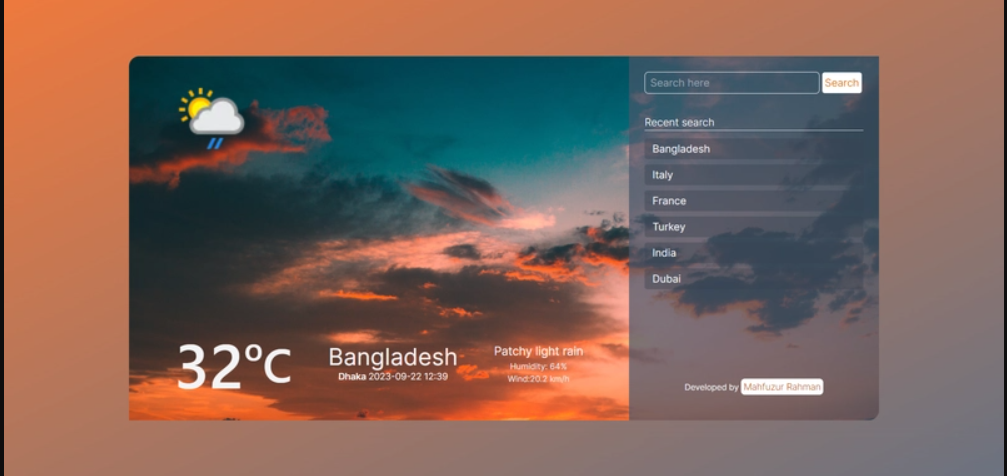 32°C
Bangladesh
Dhaka 2023-09-22 12:39
Patchy light rain
Humidity: 64%
Wind:20.2 km/h
Search here
Search
Recent search
Bangladesh
Italy
France
Turkey
India
Dubai
Developed by Mahfuzur Rahman